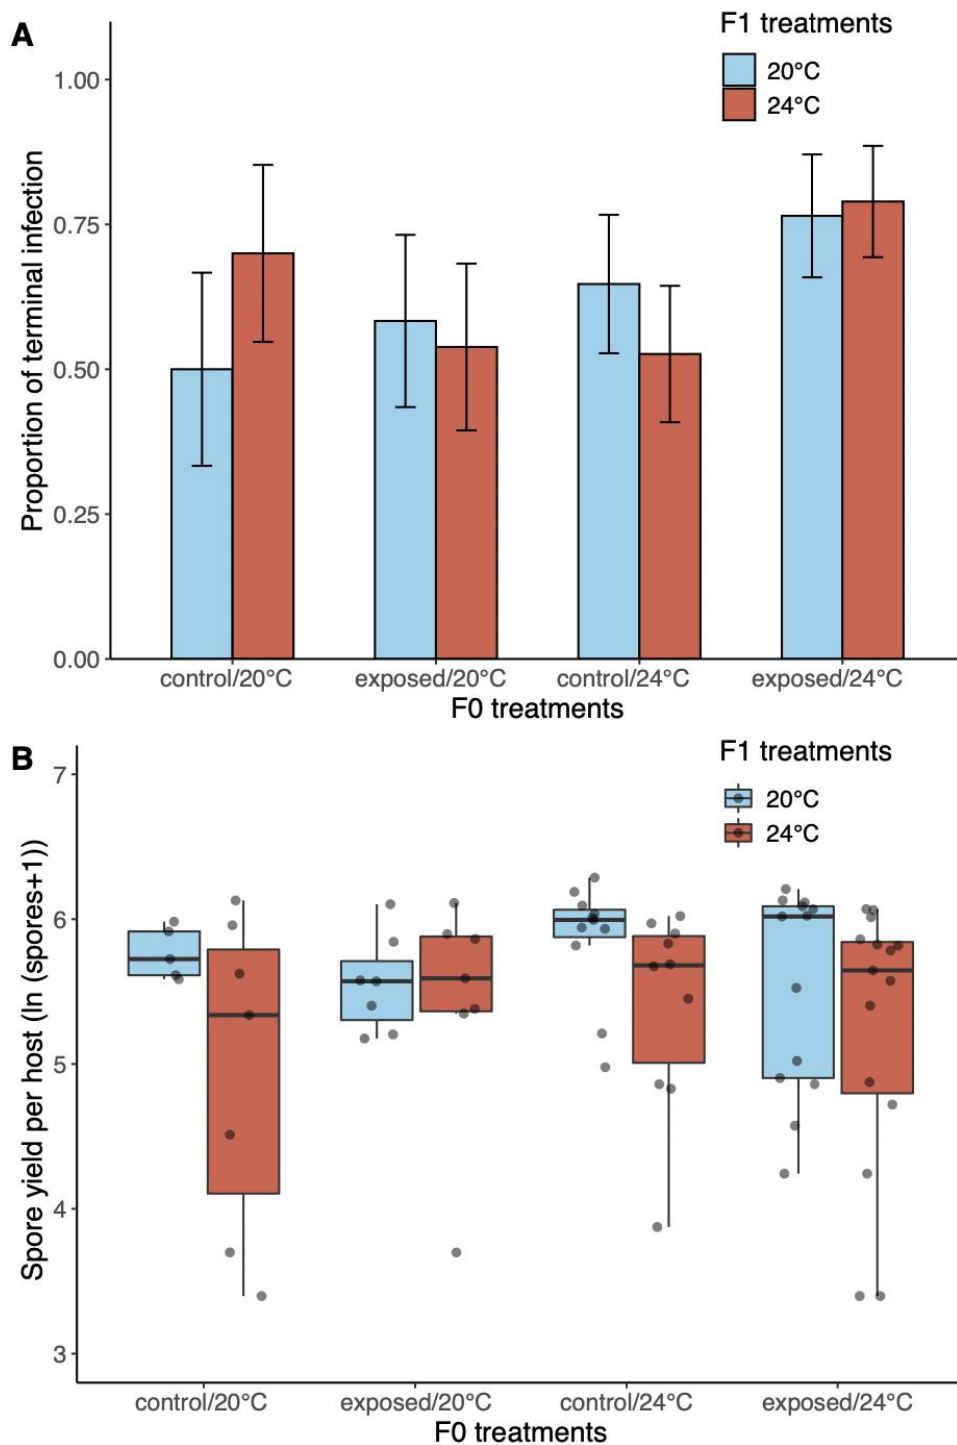 A
F1 treatments
20°C
24°C
Proportion of terminal infection
1.00
0.75
0.50
0.25
0.00
control/20°C exposed/20°C control/24°C exposed/24°C
F0 treatments
B
F1 treatments
20°C
24°C
Spore yield per host (ln (spores+1))
7
6
5
4
3
control/20°C exposed/20°C control/24°C exposed/24°C
F0 treatments